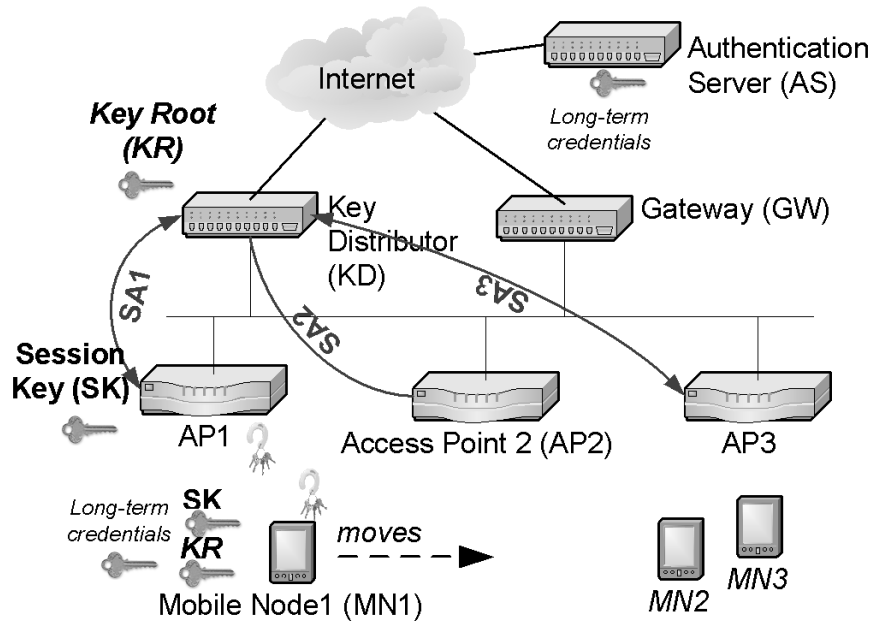 Internet
Authentication
Server (AS)
Long-term
credentials
Key Root
(KR)
Key
Distributor
(KD)
Gateway (GW)
SA1
SA2
SA3
Session
Key (SK)
AP1
Access Point 2 (AP2)
AP3
Long-term
credentials
SK
KR
moves
Mobile Node1 (MN1)
MN2
MN3